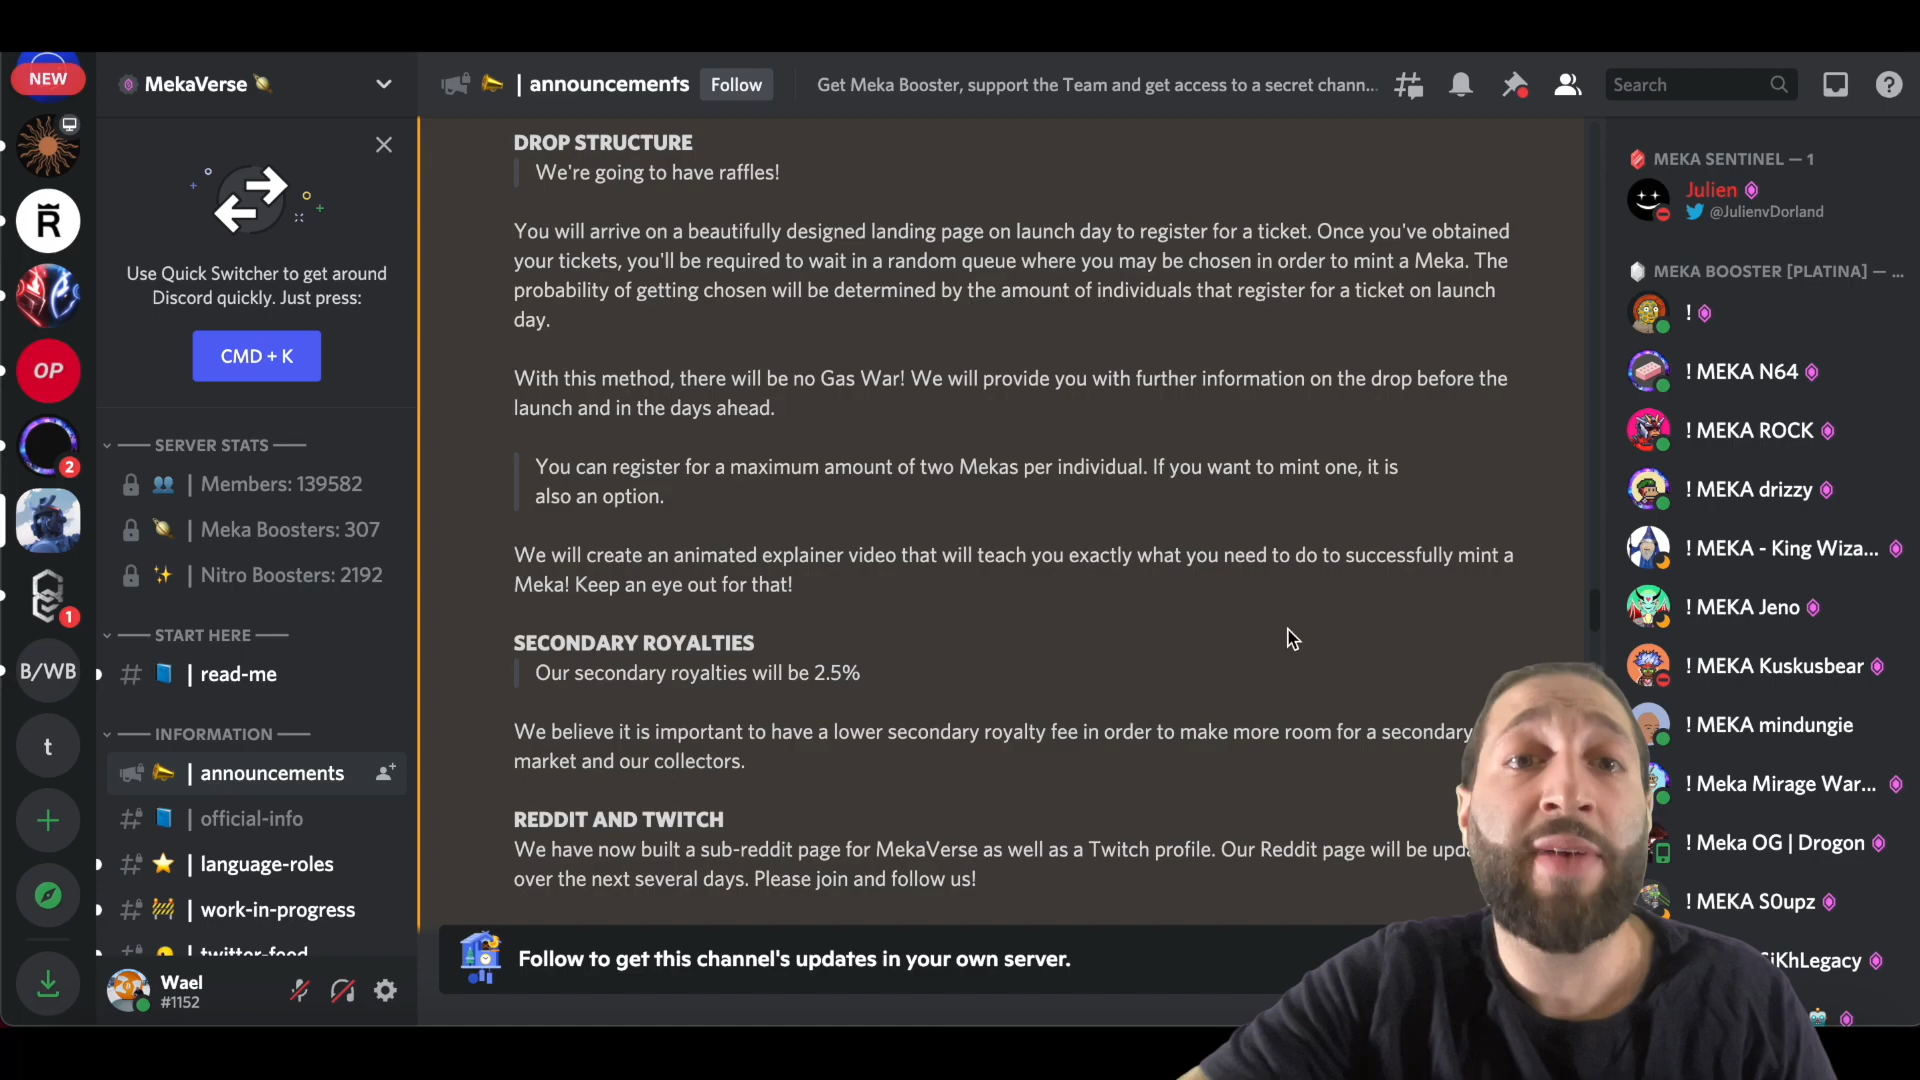 NEW
MekaVerse
| announcements
Follow
Get Meka Booster, support the Team and get access to a secret chann...
Search
Use Quick Switcher to get around
Discord quickly. Just press:
CMD + K
SERVER STATS
| Members: 139582
| Meka Boosters: 307
| Nitro Boosters: 2192
START HERE
| read-me
INFORMATION
| announcements
| official-info
| language-roles
| work-in-progress
| twitter-feed
Wael
#1152
R
OP
2
1
B/WB
t
DROP STRUCTURE
We're going to have raffles!
You will arrive on a beautifully designed landing page on launch day to register for a ticket. Once you've obtained
your tickets, you'll be required to wait in a random queue where you may be chosen in order to mint a Meka. The
probability of getting chosen will be determined by the amount of individuals that register for a ticket on launch
day.
With this method, there will be no Gas War! We will provide you with further information on the drop before the
launch and in the days ahead.
You can register for a maximum amount of two Mekas per individual. If you want to mint one, it is
also an option.
We will create an animated explainer video that will teach you exactly what you need to do to successfully mint a
Meka! Keep an eye out for that!
SECONDARY ROYALTIES
Our secondary royalties will be 2.5%
We believe it is important to have a lower secondary royalty fee in order to make more room for a secondary
market and our collectors.
REDDIT AND TWITCH
We have now built a sub-reddit page for MekaVerse as well as a Twitch profile. Our Reddit page will be upda
over the next several days. Please join and follow us!
Follow to get this channel's updates in your own server.
MEKA SENTINEL — 1
Julien
@JulienvDorland
MEKA BOOSTER [PLATINA] — ...
!
! MEKA N64
! MEKA ROCK
! MEKA drizzy
! MEKA - King Wiza...
! MEKA Jeno
! MEKA Kuskusbear
! MEKA mindungie
! Meka Mirage War...
! Meka OG | Drogon
! MEKA S0upz
iKhLegacy